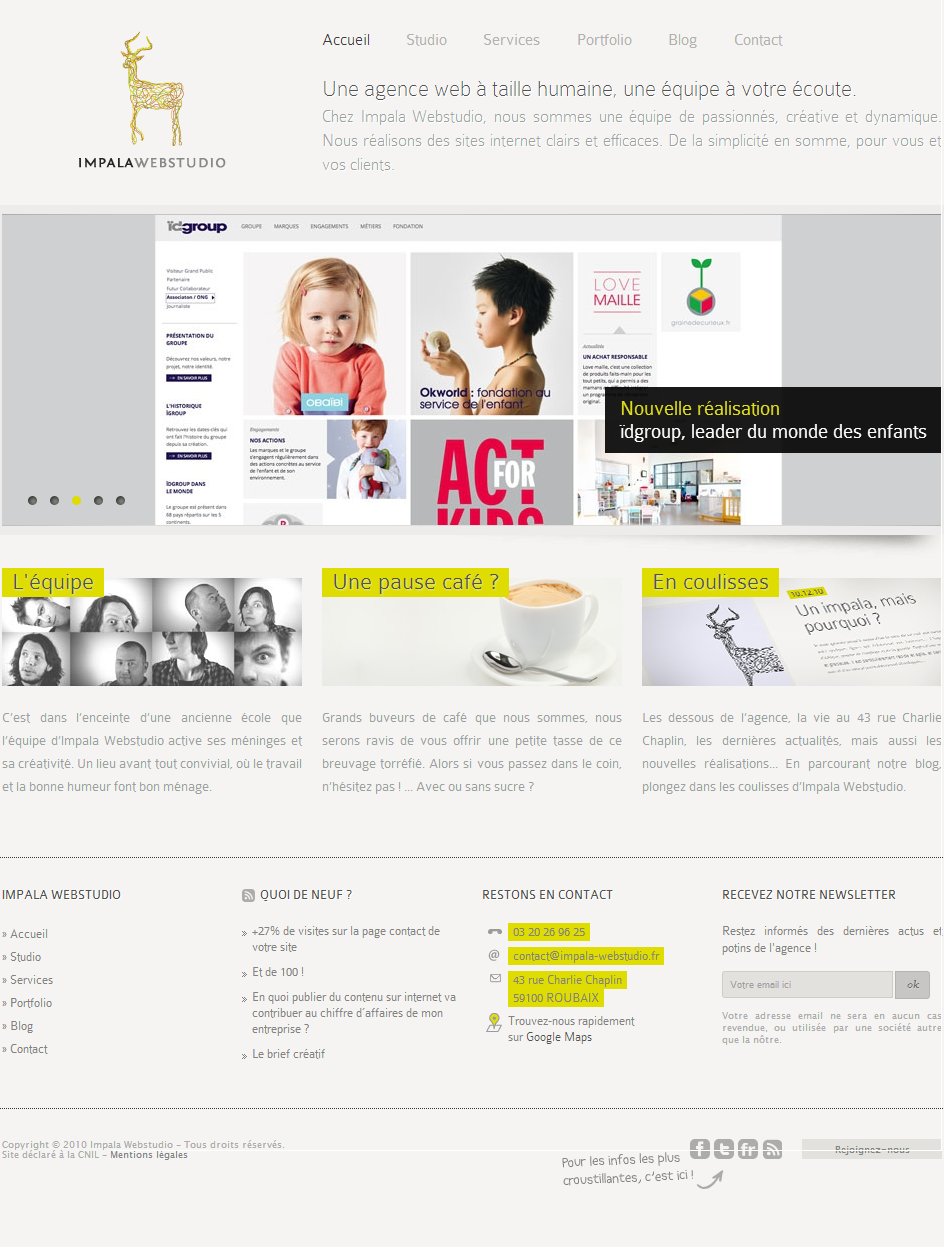 Accueil Studio Services Portfolio Blog Contact
IMPALAWEBSTUDIO
Une agence web à taille humaine, une équipe à votre écoute.
Chez Impala Webstudio, nous sommes une équipe de passionnés, créative et dynamique.
Nous réalisons des sites internet clairs et efficaces. De la simplicité en somme, pour vous et
vos clients.
ïdgroup GROUPE MARQUES ENGAGEMENTS MÉTIERS FONDATION
Visiteur Grand Public
Partenaire
Futur Collaborateur
Association / ONG
Journaliste
PRÉSENTATION DU
GROUPE
Découvrez nos valeurs, notre
projet, notre identité.
EN SAVOIR PLUS
L'HISTORIQUE
ÏGROUP
Retrouvez les dates-clés qui
ont fait l'histoire du groupe
depuis sa création.
EN SAVOIR PLUS
ÏDGROUP DANS
LE MONDE
Le groupe est présent dans
68 pays répartis sur les 5
continents.
OBAÏBI
Okworld : fondation au
service de l'enfant
LOVE
MAILLE
Actualités
UN ACHAT RESPONSABLE
Love maille, c'est une collection
de produits faits-main pour les
tout petits, qui a permis a des
original.
grainedecurieux.fr
Engagements
NOS ACTIONS
Les marques et le groupe
s'engagent régulièrement dans
des actions concrètes au service
de l'enfant et de son
environnement.
ACT
FOR
KIDS
Nouvelle réalisation
ïdgroup, leader du monde des enfants
L'équipe
C'est dans l'enceinte d'une ancienne école que
l'équipe d'Impala Webstudio active ses méninges et
sa créativité. Un lieu avant tout convivial, où le travail
et la bonne humeur font bon ménage.
Une pause café ?
Grands buveurs de café que nous sommes, nous
serons ravis de vous offrir une petite tasse de ce
breuvage torréfié. Alors si vous passez dans le coin,
n'hésitez pas ! ... Avec ou sans sucre ?
En coulisses
10.12.10
Un impala, mais
pourquoi ?
Les dessous de l'agence, la vie au 43 rue Charlie
Chaplin, les dernières actualités, mais aussi les
nouvelles réalisations... En parcourant notre blog,
plongez dans les coulisses d'Impala Webstudio.
IMPALA WEBSTUDIO
» Accueil
» Studio
» Services
» Portfolio
» Blog
» Contact
QUOI DE NEUF ?
» +27% de visites sur la page contact de
votre site
» Et de 100 !
» En quoi publier du contenu sur internet va
contribuer au chiffre d'affaires de mon
entreprise ?
» Le brief créatif
RESTONS EN CONTACT
03 20 26 96 25
@ contact@impala-webstudio.fr
43 rue Charlie Chaplin
59100 ROUBAIX
Trouvez-nous rapidement
sur Google Maps
RECEVEZ NOTRE NEWSLETTER
Restez informés des dernières actus et
potins de l'agence !
Votre email ici ok
Votre adresse email ne sera en aucun cas
revendue, ou utilisée par une société autre
que la nôtre.
Copyright © 2010 Impala Webstudio - Tous droits réservés.
Site déclaré à la CNIL - Mentions légales
Pour les infos les plus
croustillantes, c'est ici !
f t fr
Rejoignez-nous